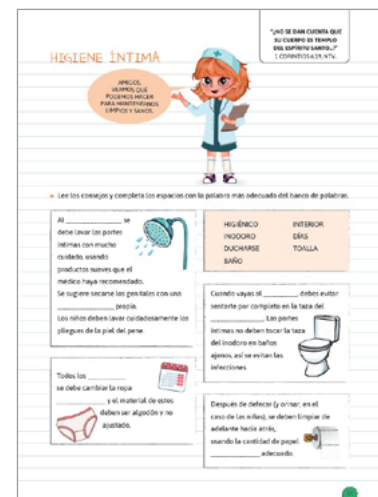 "¿NO SE DAN CUENTA QUE
SU CUERPO ES TEMPLO
DEL ESPÍRITU SANTO...?"
1 CORINTIOS 6:19, NTV.
HIGIENE ÍNTIMA
AMIGOS,
VEAMOS QUÉ
PODEMOS HACER
PARA MANTENERNOS
LIMPIOS Y SANOS.
Lee los consejos y completa los espacios con la palabra más adecuada del banco de palabras.
Al ____________ se
debe lavar las partes
íntimas con mucho
cuidado, usando
productos suaves que el
médico haya recomendado.
Se sugiere secarse los genitales con una
____________ propia.
Los niños deben lavar cuidadosamente los
pliegues de la piel del pene.
HIGIÉNICO INTERIOR
INODORO DÍAS
DUCHARSE TOALLA
BAÑO
Cuando vayas al ________, debes evitar
sentarte por completo en la taza del
____________. Las partes
íntimas no deben tocar la taza
del inodoro en baños
ajenos, así se evitan las
infecciones.
Todos los ________
se debe cambiar la ropa
____________ y el material de estos
deben ser algodón y no
ajustado.
Después de defecar (y orinar, en el
caso de las niñas), se deben limpiar de
adelante hacia atrás,
usando la cantidad de papel
____________ adecuado.